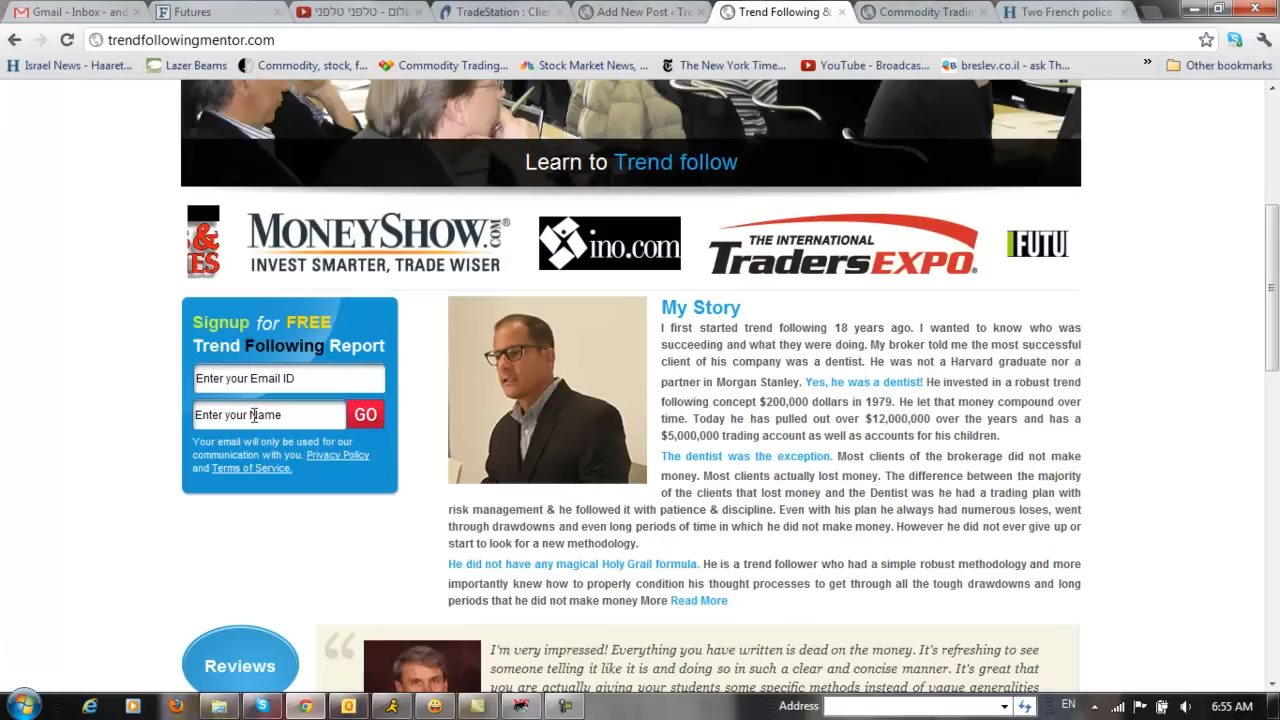 Gmail - Inbox - and
Futures
שלום - טלפוני טלפני
TradeStation : Clie
Add New Post ‹ Tre
Trend Following &
Commodity Tradin
Two French police
trendfollowingmentor.com
Israel News - Haaret...
Lazer Beams
Commodity, stock, f...
Commodity Trading...
Stock Market News, ...
The New York Time...
YouTube - Broadcas...
breslev.co.il - ask Th...
»
Other bookmarks
Learn to Trend follow
&
ES
MONEYSHOW.COM®
INVEST SMARTER, TRADE WISER
ino.com
THE INTERNATIONAL
TRADERSEXPO
FUTU
Signup for FREE
Trend Following Report
Enter your Email ID
Enter your Name
GO
Your email will only be used for our
communication with you. Privacy Policy
and Terms of Service.
My Story
I first started trend following 18 years ago. I wanted to know who was
succeeding and what they were doing. My broker told me the most successful
client of his company was a dentist. He was not a Harvard graduate nor a
partner in Morgan Stanley. Yes, he was a dentist! He invested in a robust trend
following concept $200,000 dollars in 1979. He let that money compound over
time. Today he has pulled out over $12,000,000 over the years and has a
$5,000,000 trading account as well as accounts for his children.
The dentist was the exception. Most clients of the brokerage did not make
money. Most clients actually lost money. The difference between the majority
of the clients that lost money and the Dentist was he had a trading plan with
risk management & he followed it with patience & discipline. Even with his plan he always had numerous loses, went
through drawdowns and even long periods of time in which he did not make money. However he did not ever give up or
start to look for a new methodology.
He did not have any magical Holy Grail formula. He is a trend follower who had a simple robust methodology and more
importantly knew how to properly condition his thought processes to get through all the tough drawdowns and long
periods that he did not make money More Read More
Reviews
I'm very impressed! Everything you have written is dead on the money. It's refreshing to see
someone telling it like it is and doing so in such a clear and concise manner. It's great that
you are actually giving your students some specific methods instead of vague generalities
Address
EN
6:55 AM